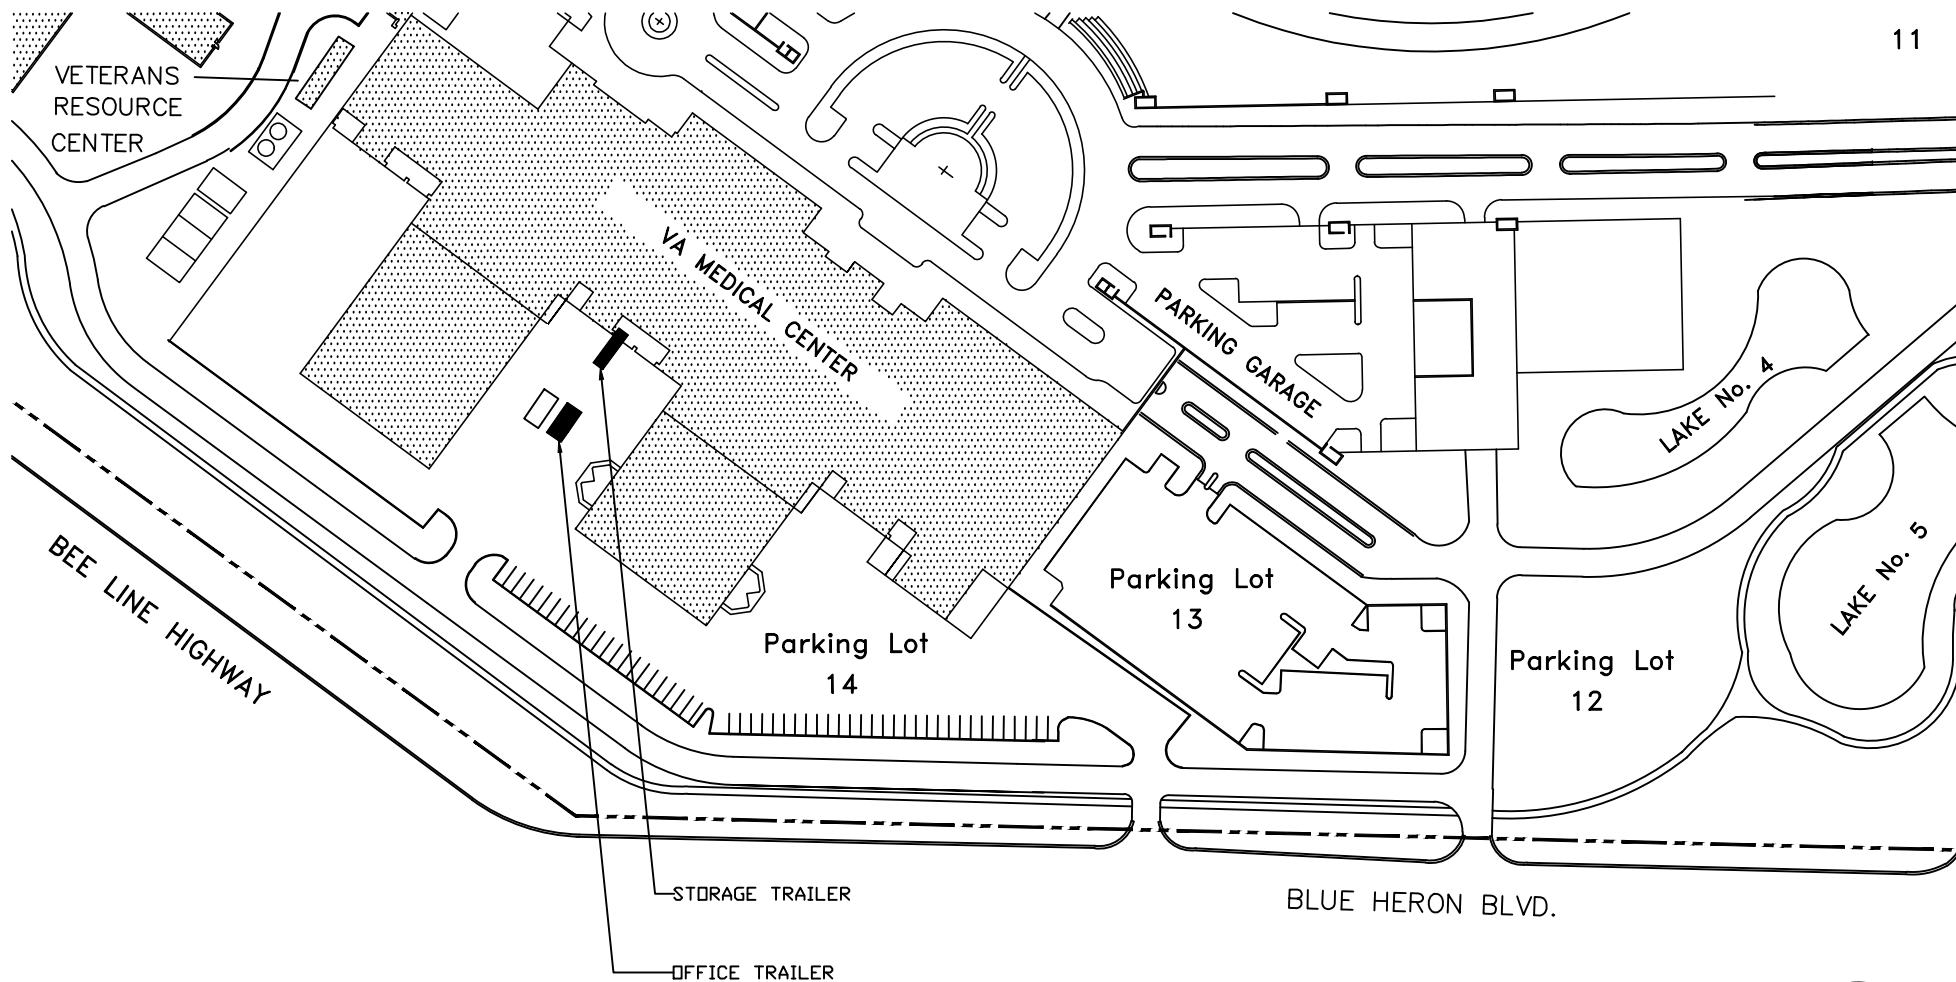 11
VETERANS
RESOURCE
CENTER
VA MEDICAL CENTER
PARKING GARAGE
LAKE No. 4
LAKE No. 5
BEE LINE HIGHWAY
Parking Lot
13
Parking Lot
14
Parking Lot
12
STORAGE TRAILER
BLUE HERON BLVD.
OFFICE TRAILER